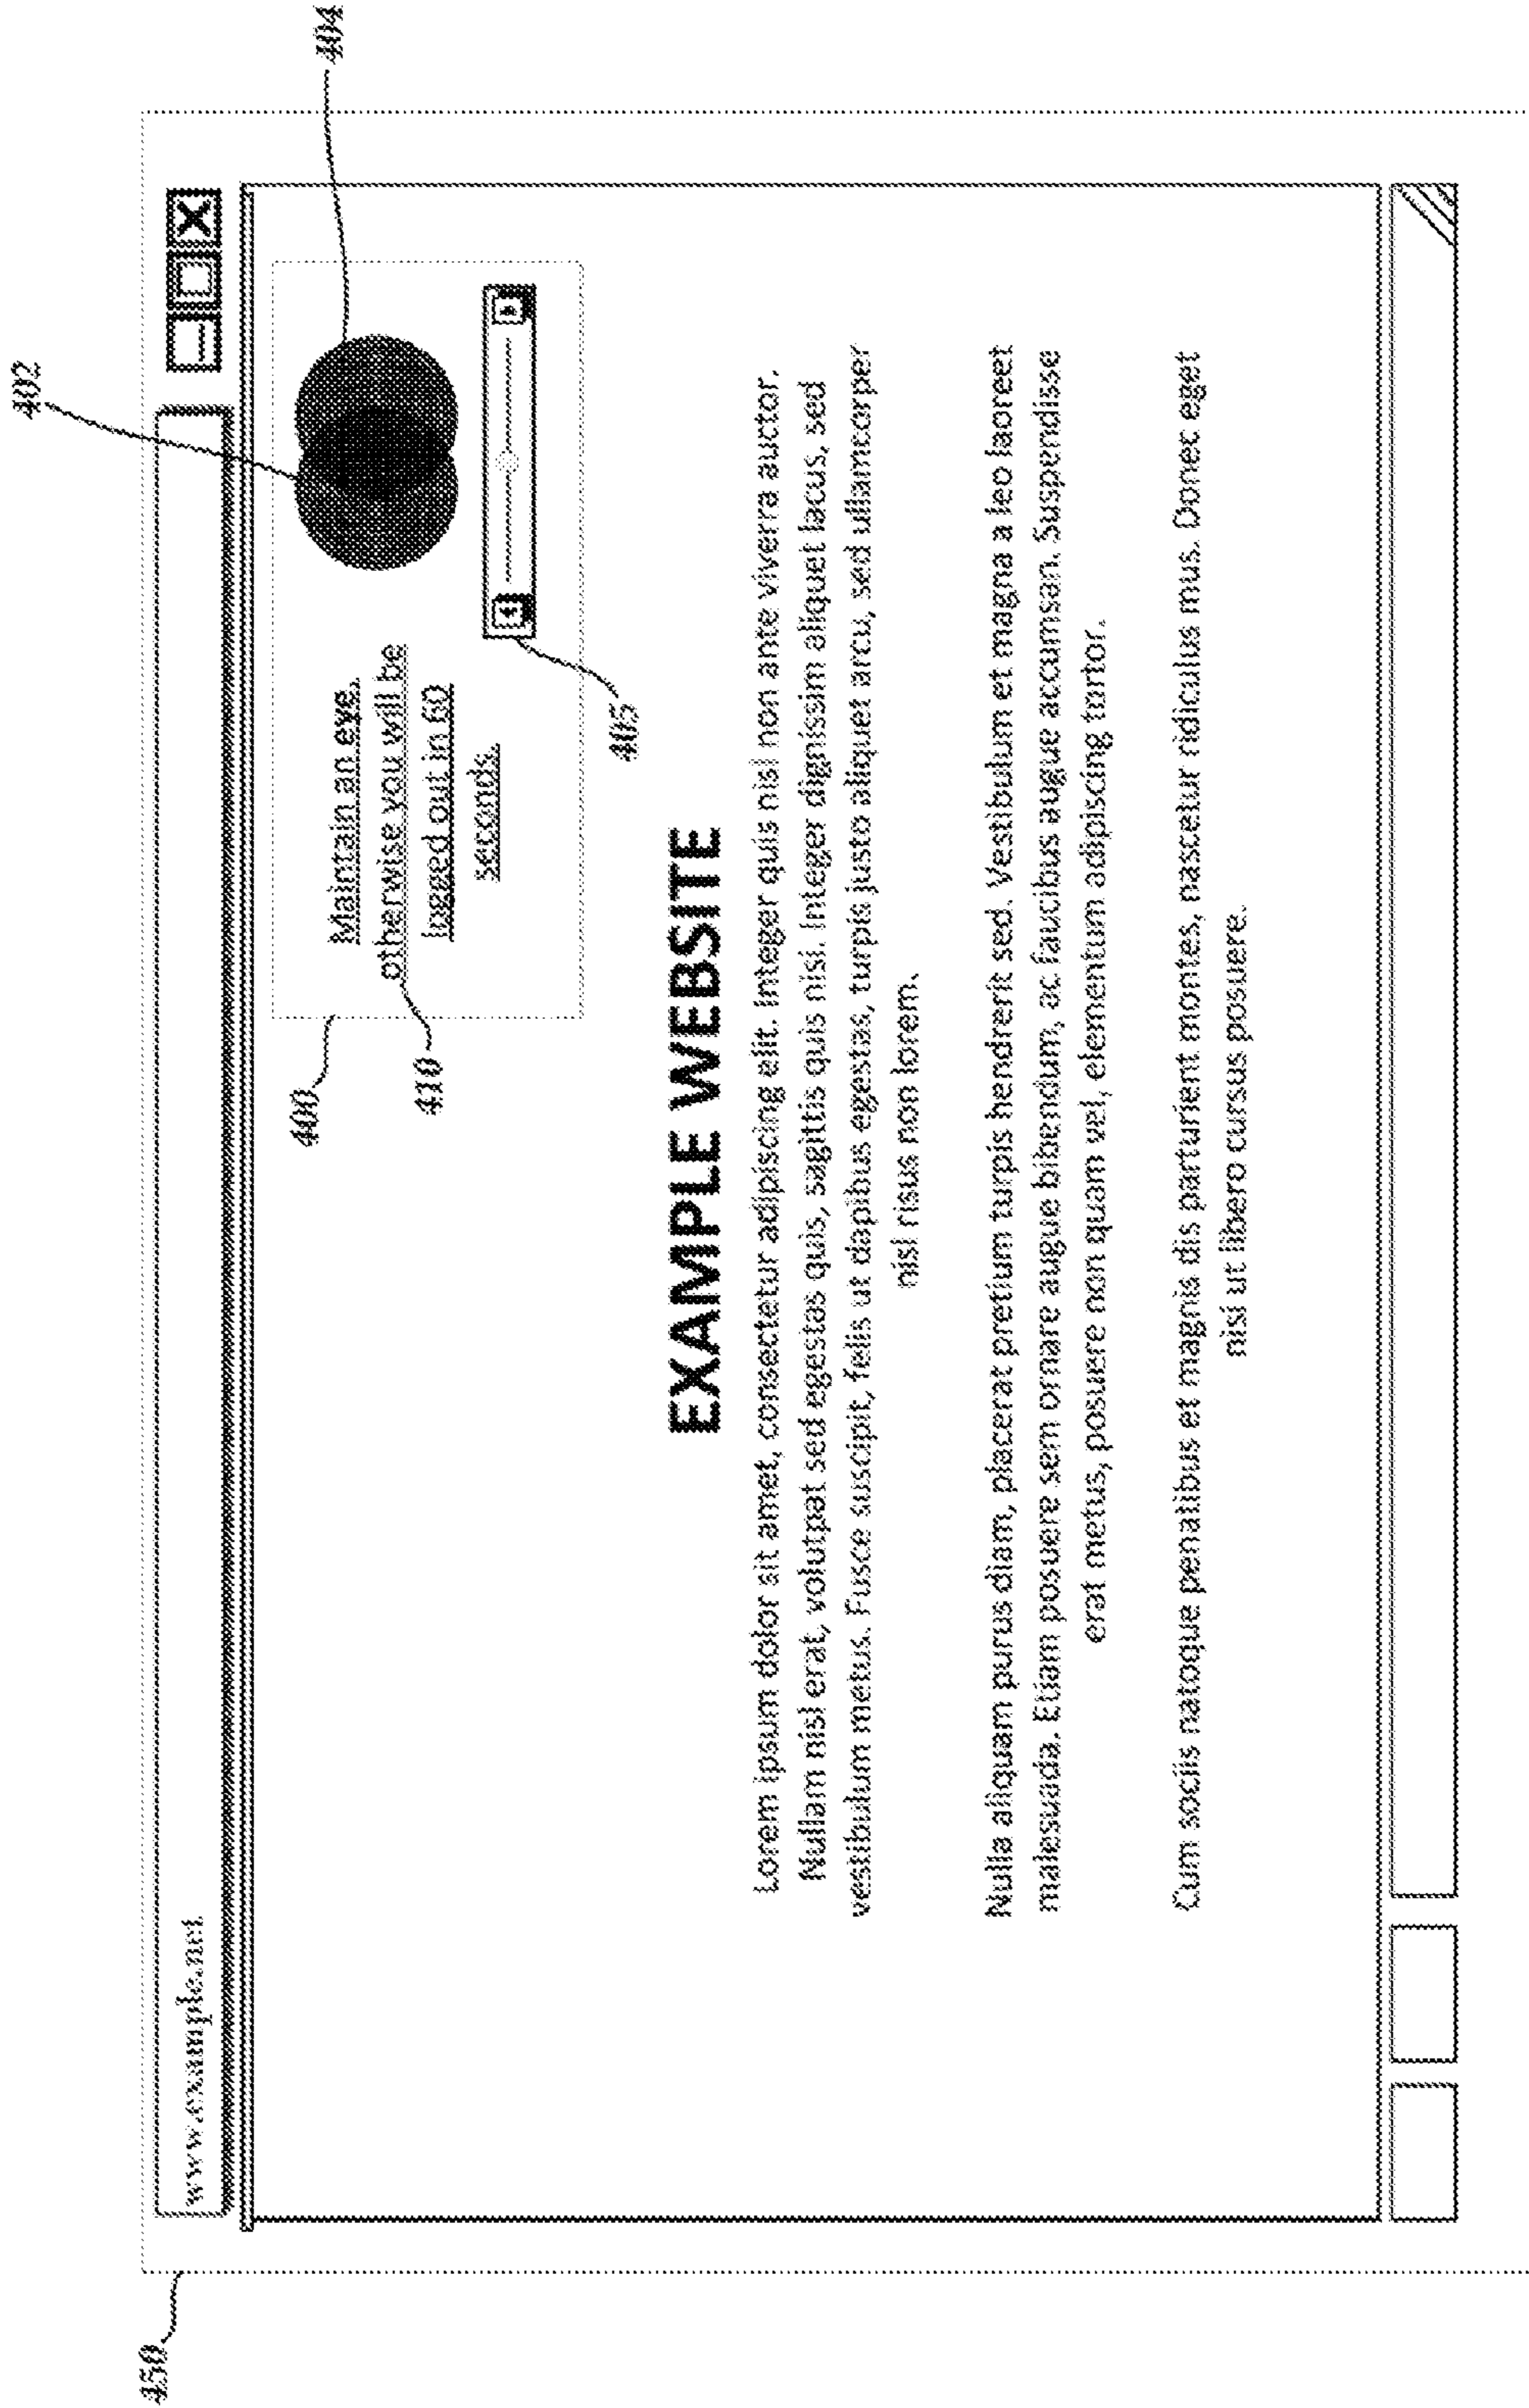 402
404
www.example.net
400
Maintain an eye,
otherwise you will be
logged out in 60
seconds.
410
405
EXAMPLE WEBSITE
Lorem ipsum dolor sit amet, consectetur adipiscing elit. Integer quis nisl non ante viverra auctor.
Nullam nisl erat, volutpat sed egestas quis, sagittis quis nisi. Integer dignissim aliquet lacus, sed
vestibulum metus. Fusce suscipit, felis ut dapibus egestas, turpis justo aliquet arcu, sed ullamcorper
nisl risus non lorem.
Nulla aliquam purus diam, placerat pretium turpis hendrerit sed. Vestibulum et magna a leo laoreet
malesuada. Etiam posuere sem ornare augue bibendum, ac faucibus augue accumsan. Suspendisse
erat metus, posuere non quam vel, elementum adipiscing tortor.
Cum sociis natoque penatibus et magnis dis parturient montes, nascetur ridiculus mus. Donec eget
nisi ut libero cursus posuere.
450